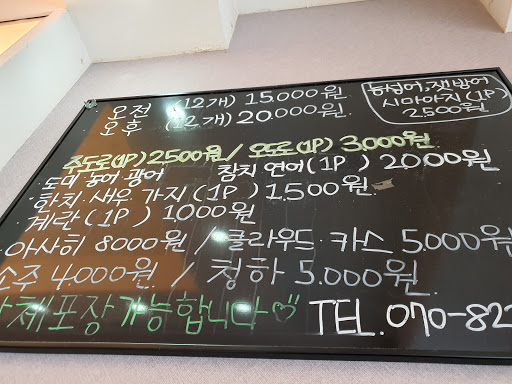 오전 (12개) 15.000원
오후 (12개) 20.000원
농성어, 잿방어
시마아지 (1P)
2.500원
주도로(1P) 2500원 / 오도로(1P) 3000원
도미 농어 광어 참치 연어(1P) 2000원
한치 새우 가지(1P) 1.500원
계란(1P) 1000원
아사히 8000원 / 클라우드 카스 5.000원
소주 4.000원 / 청하 5.000원
체포장가능합니다♡
TEL. 070-822